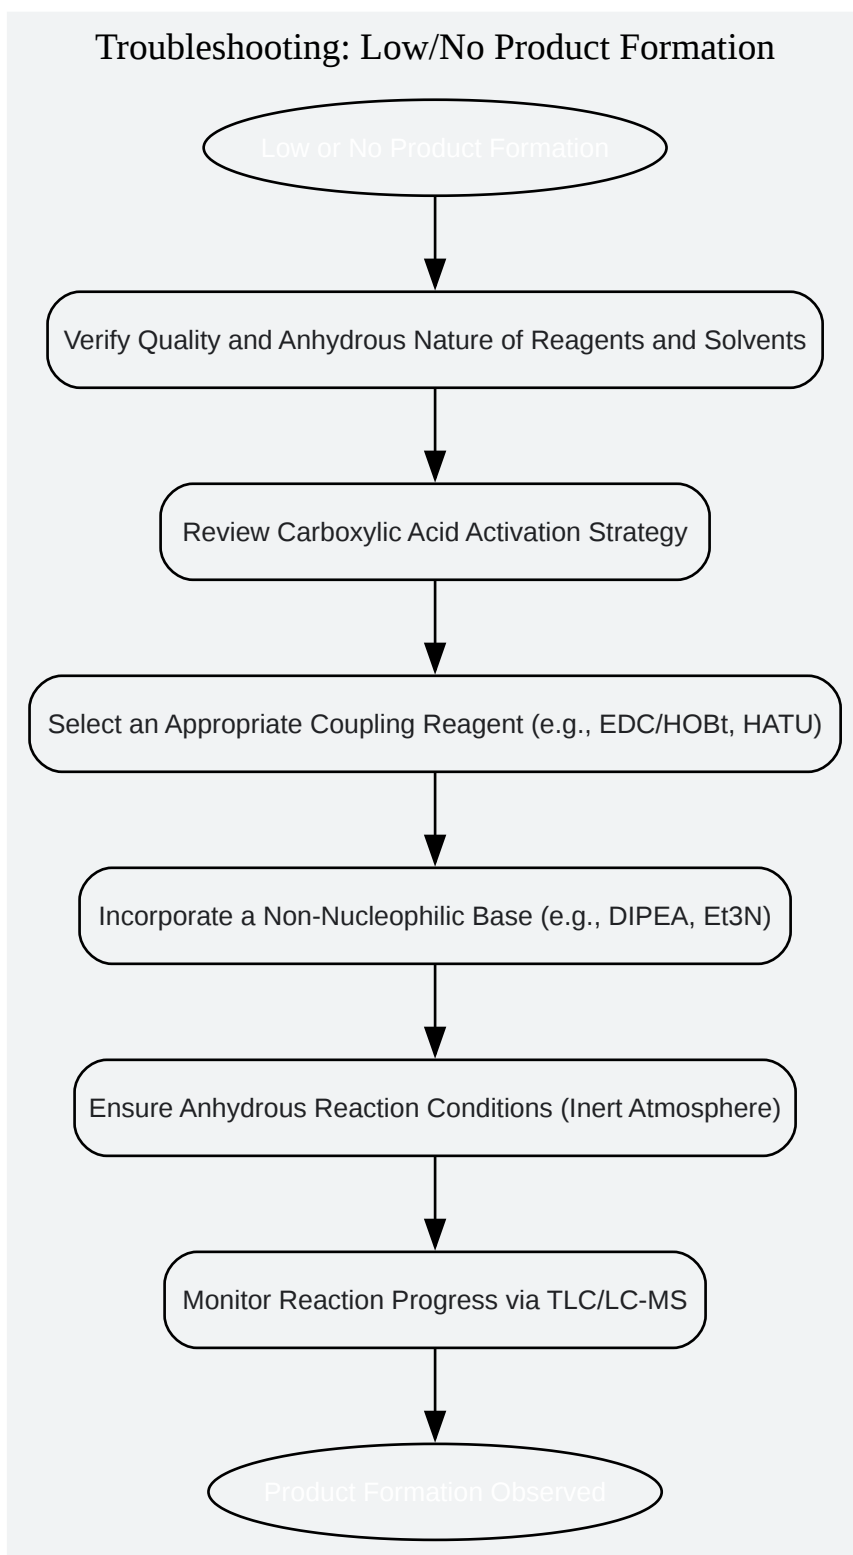 Troubleshooting: Low/No Product Formation
Low or No Product Formation
Verify Quality and Anhydrous Nature of Reagents and Solvents
Review Carboxylic Acid Activation Strategy
Select an Appropriate Coupling Reagent (e.g., EDC/HOBt, HATU)
Incorporate a Non-Nucleophilic Base (e.g., DIPEA, Et3N)
Ensure Anhydrous Reaction Conditions (Inert Atmosphere)
Monitor Reaction Progress via TLC/LC-MS
Product Formation Observed